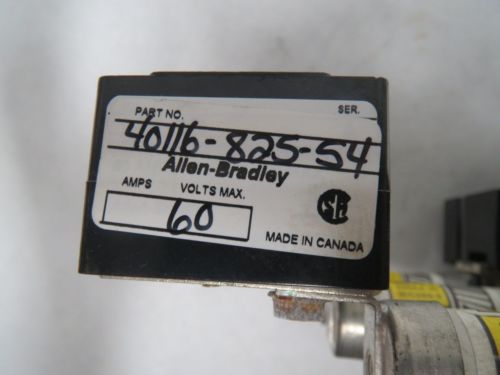 PART NO. SER.
40116-825-54
Allen-Bradley
AMPS VOLTS MAX.
60
MADE IN CANADA